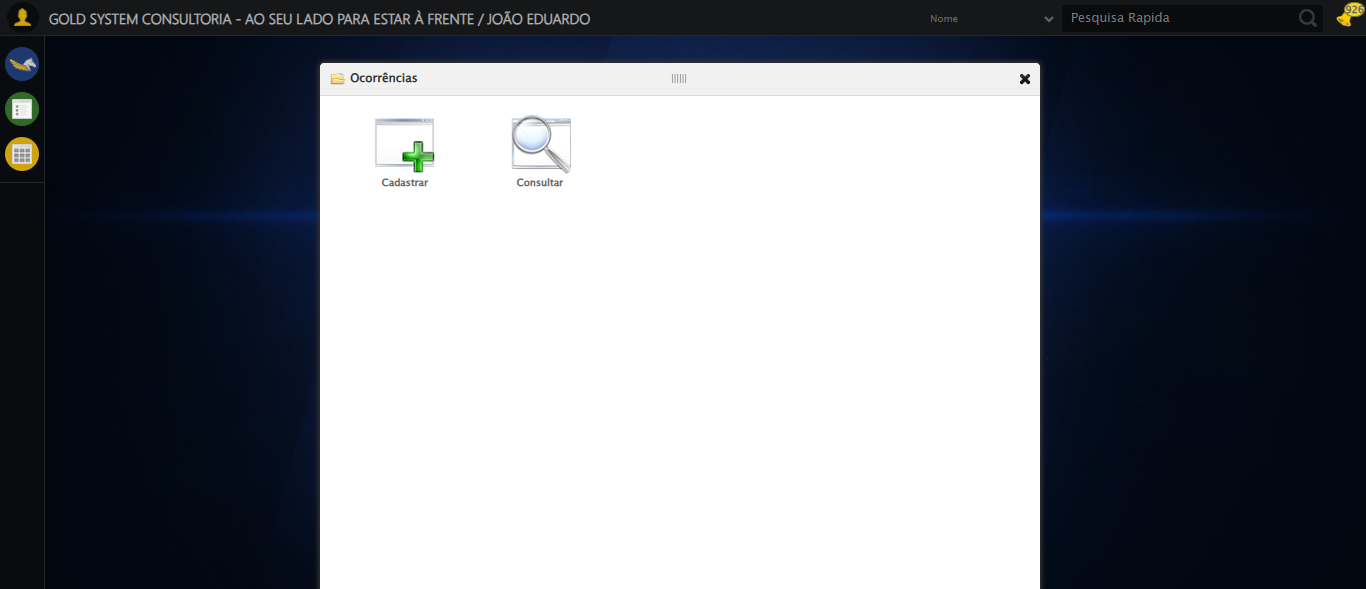 GOLD SYSTEM CONSULTORIA - AO SEU LADO PARA ESTAR À FRENTE / JOÃO EDUARDO
Nome
Pesquisa Rapida
926
Ocorrências
Cadastrar
Consultar